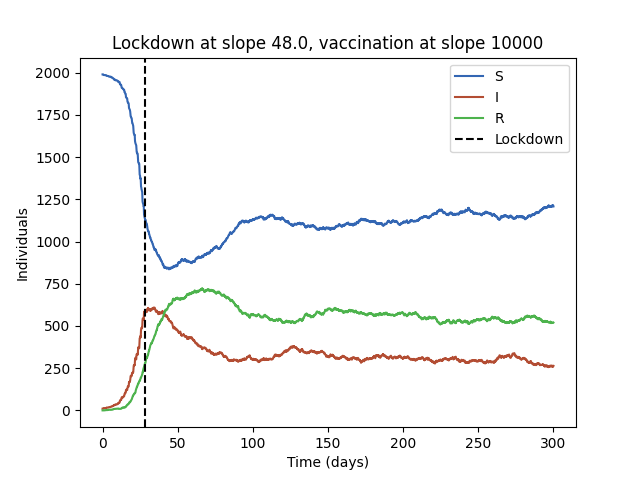 Lockdown at slope 48.0, vaccination at slope 10000
S
I
R
Lockdown
Individuals
2000
1750
1500
1250
1000
750
500
250
0
0 50 100 150 200 250 300
Time (days)